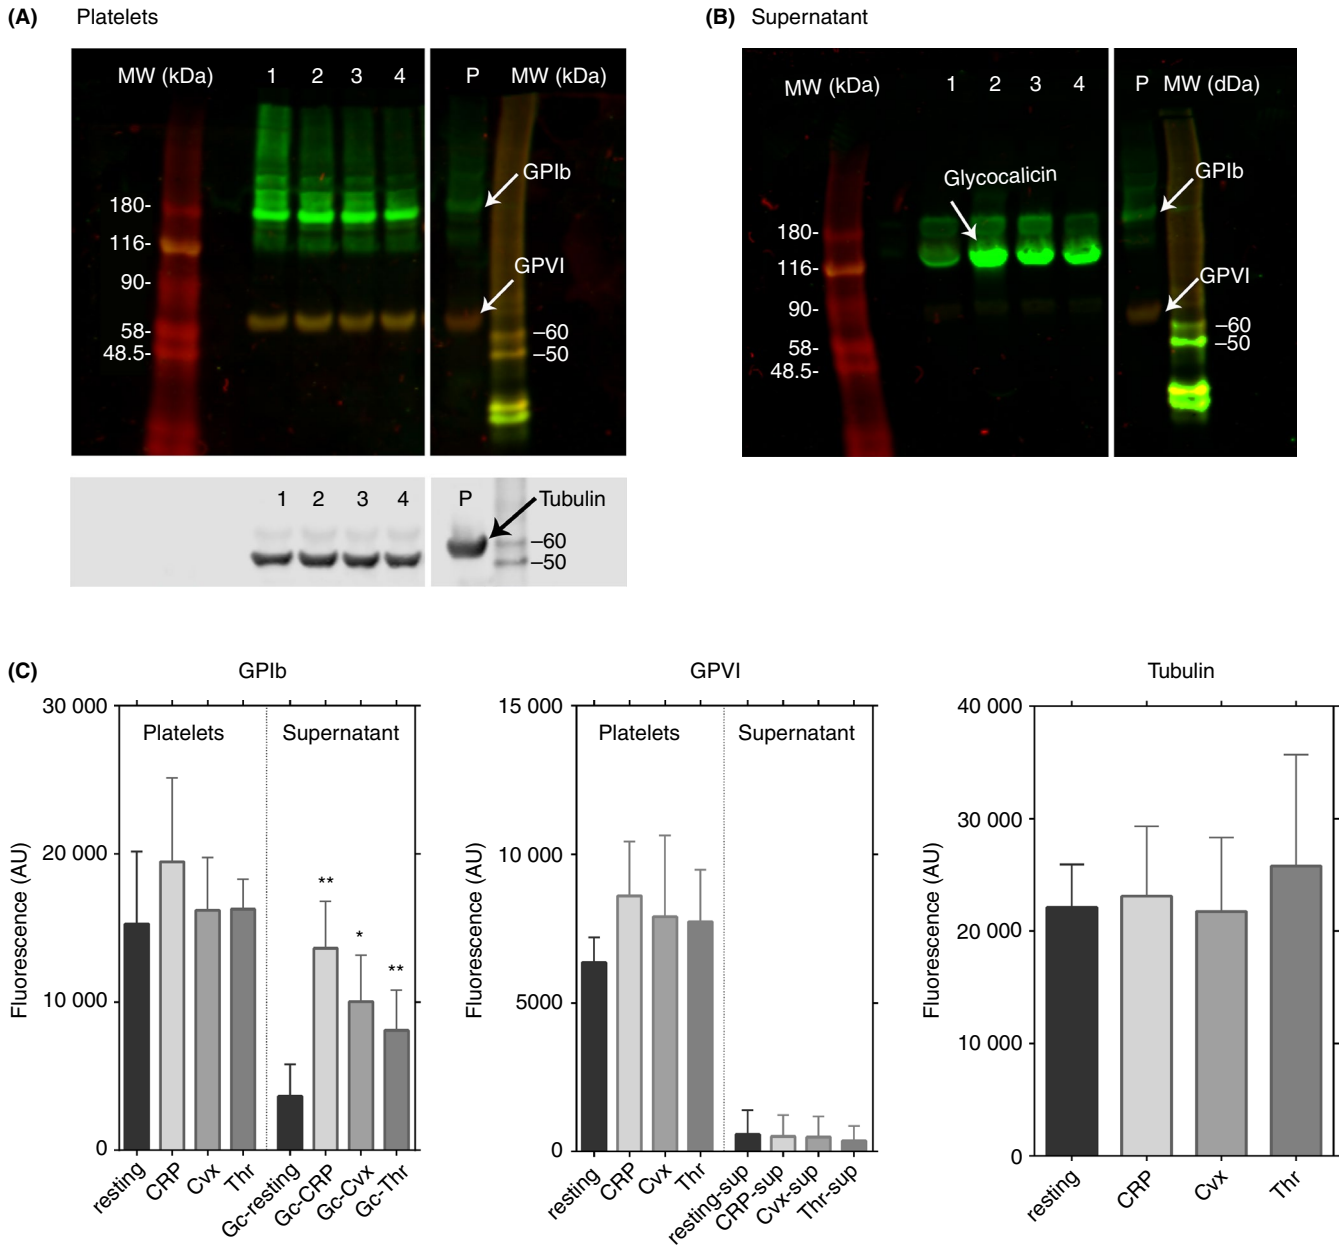 (A) Platelets
MW (kDa) 1 2 3 4 P MW (kDa)
GPIb
180-
116-
GPVI
90-
58-
–60
48.5-
–50
1 2 3 4 P Tubulin
–60
–50
(B) Supernatant
MW (kDa) 1 2 3 4 P MW (dDa)
Glycocalicin
GPIb
180-
116-
GPVI
90-
–60
58-
–50
48.5-
(C)
GPIb
30 000
20 000
10 000
0
Fluorescence (AU)
Platelets Supernatant
** * **
resting CRP Cvx Thr Gc-resting Gc-CRP Gc-Cvx Gc-Thr
GPVI
15 000
10 000
5000
0
Fluorescence (AU)
Platelets Supernatant
resting CRP Cvx Thr resting-sup CRP-sup Cvx-sup Thr-sup
Tubulin
40 000
30 000
20 000
10 000
0
Fluorescence (AU)
resting CRP Cvx Thr